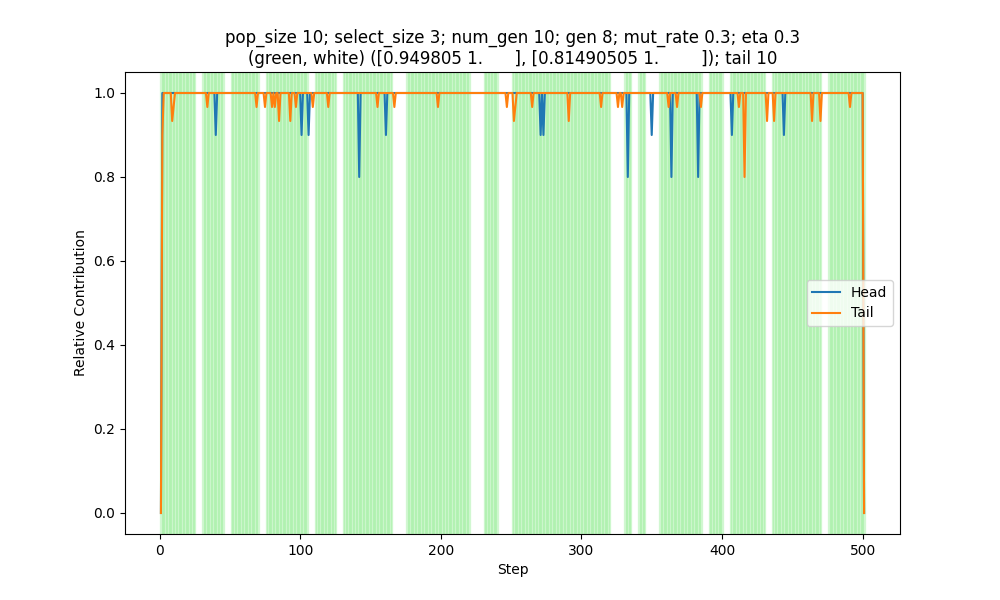 pop_size 10; select_size 3; num_gen 10; gen 8; mut_rate 0.3; eta 0.3
(green, white) ([0.949805 1.      ], [0.81490505 1.        ]); tail 10
1.0
0.8
0.6
0.4
0.2
0.0
Relative Contribution
Head
Tail
0
100
200
300
400
500
Step